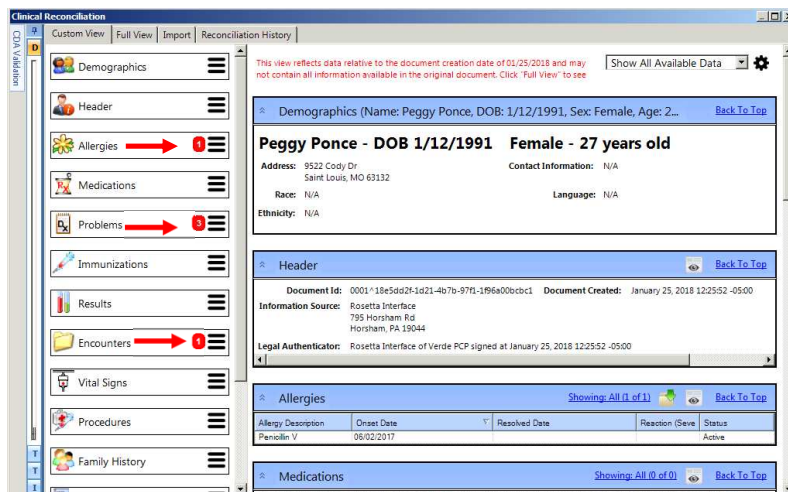 Clinical Reconciliation
CDA Validation
D
Custom View Full View Import Reconciliation History
Demographics
Header
Allergies 1
Medications
Problems 3
Immunizations
Results
Encounters 1
Vital Signs
Procedures
Family History
T
T
I
This view reflects data relative to the document creation date of 01/25/2018 and may
not contain all information available in the original document. Click "Full View" to see
Show All Available Data
Demographics (Name: Peggy Ponce, DOB: 1/12/1991, Sex: Female, Age: 2... Back To Top
Peggy Ponce - DOB 1/12/1991 Female - 27 years old
Address: 9522 Cody Dr Contact Information: N/A
Saint Louis, MO 63132
Race: N/A Language: N/A
Ethnicity: N/A
Header Back To Top
Document Id: 0001^18e5dd2f-1d21-4b7b-97f1-1f96a00bcbc1 Document Created: January 25, 2018 12:25:52 -05:00
Information Source: Rosetta Interface
795 Horsham Rd
Horsham, PA 19044
Legal Authenticator: Rosetta Interface of Verde PCP signed at January 25, 2018 12:25:52 -05:00
Allergies Showing: All (1 of 1) Back To Top
Allergy Description Onset Date Resolved Date Reaction (Seve Status
Penicillin V 06/02/2017 Active
Medications Showing: All (0 of 0) Back To Top